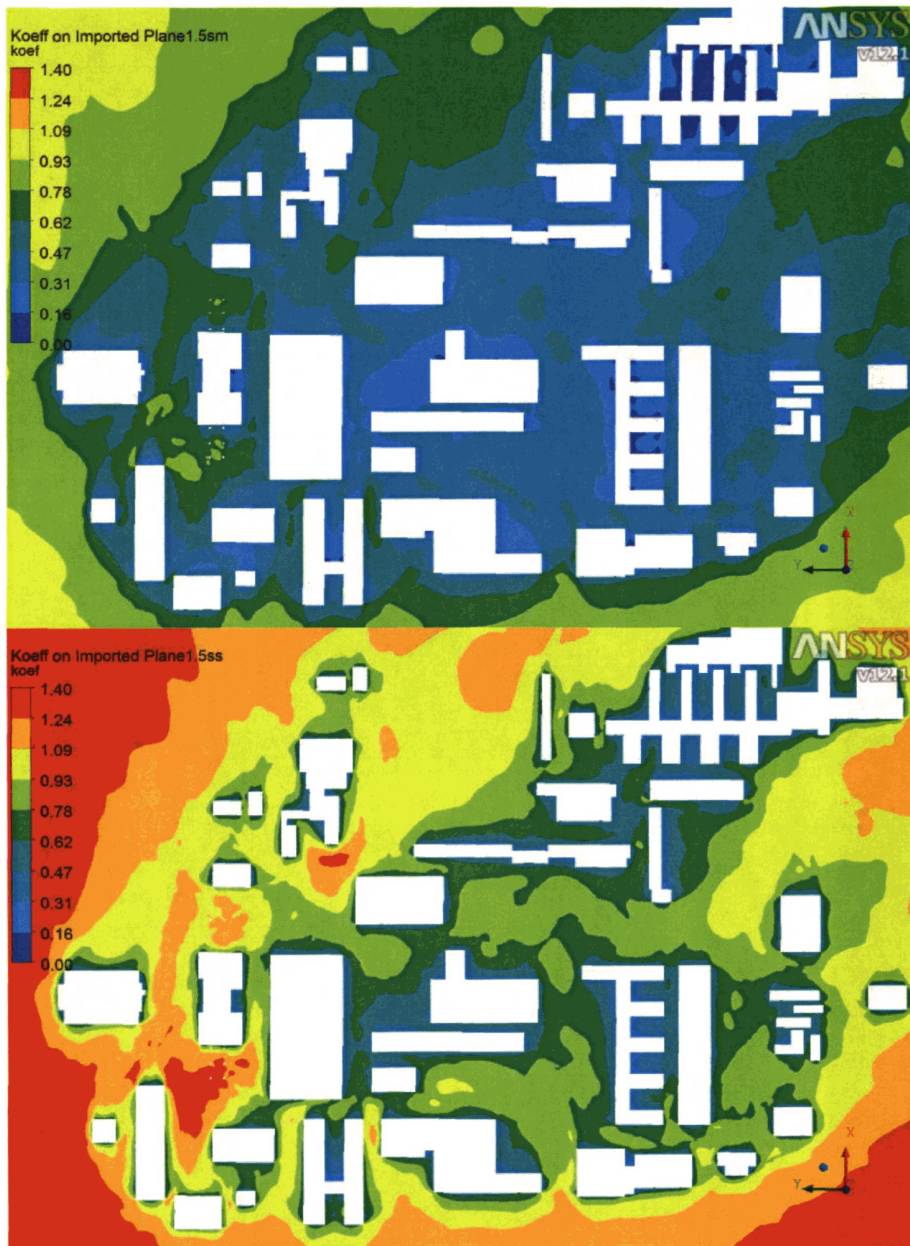 Koeff on Imported Plane1.5sm
koef
ANSYS
v12.1
1.40
1.24
1.09
0.93
0.78
0.62
0.47
0.31
0.16
0.00
X
Y
Koeff on Imported Plane1.5ss
koef
ANSYS
v12.1
1.40
1.24
1.09
0.93
0.78
0.62
0.47
0.31
0.16
0.00
X
Y